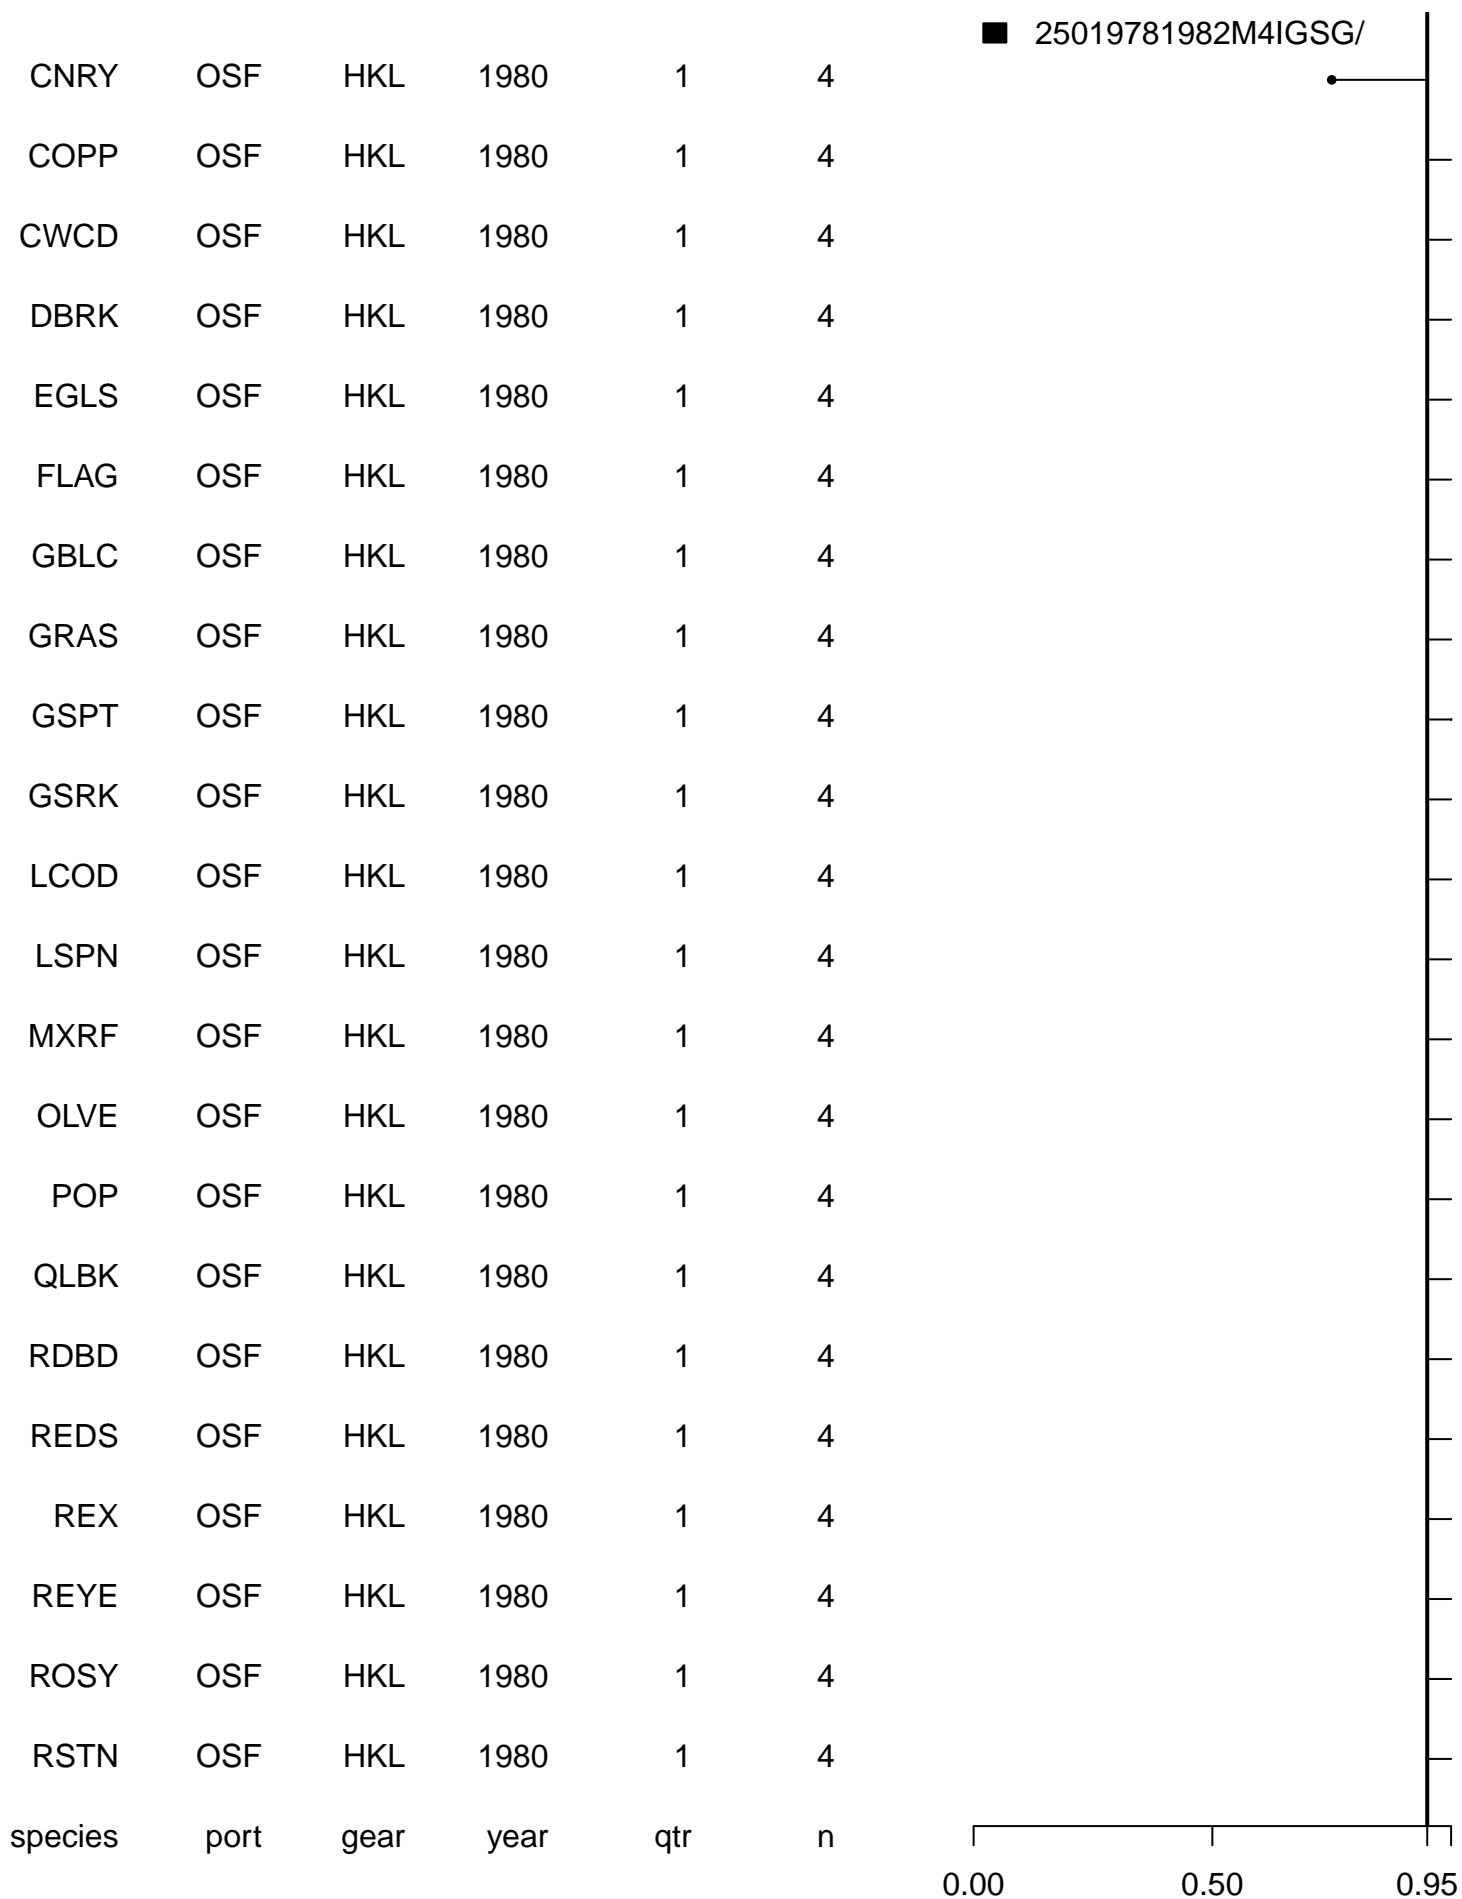 25019781982M4IGSG/
CNRY OSF HKL 1980 1 4
COPP OSF HKL 1980 1 4
CWCD OSF HKL 1980 1 4
DBRK OSF HKL 1980 1 4
EGLS OSF HKL 1980 1 4
FLAG OSF HKL 1980 1 4
GBLC OSF HKL 1980 1 4
GRAS OSF HKL 1980 1 4
GSPT OSF HKL 1980 1 4
GSRK OSF HKL 1980 1 4
LCOD OSF HKL 1980 1 4
LSPN OSF HKL 1980 1 4
MXRF OSF HKL 1980 1 4
OLVE OSF HKL 1980 1 4
POP OSF HKL 1980 1 4
QLBK OSF HKL 1980 1 4
RDBD OSF HKL 1980 1 4
REDS OSF HKL 1980 1 4
REX OSF HKL 1980 1 4
REYE OSF HKL 1980 1 4
ROSY OSF HKL 1980 1 4
RSTN OSF HKL 1980 1 4
species port gear year qtr n
0.00 0.50 0.95